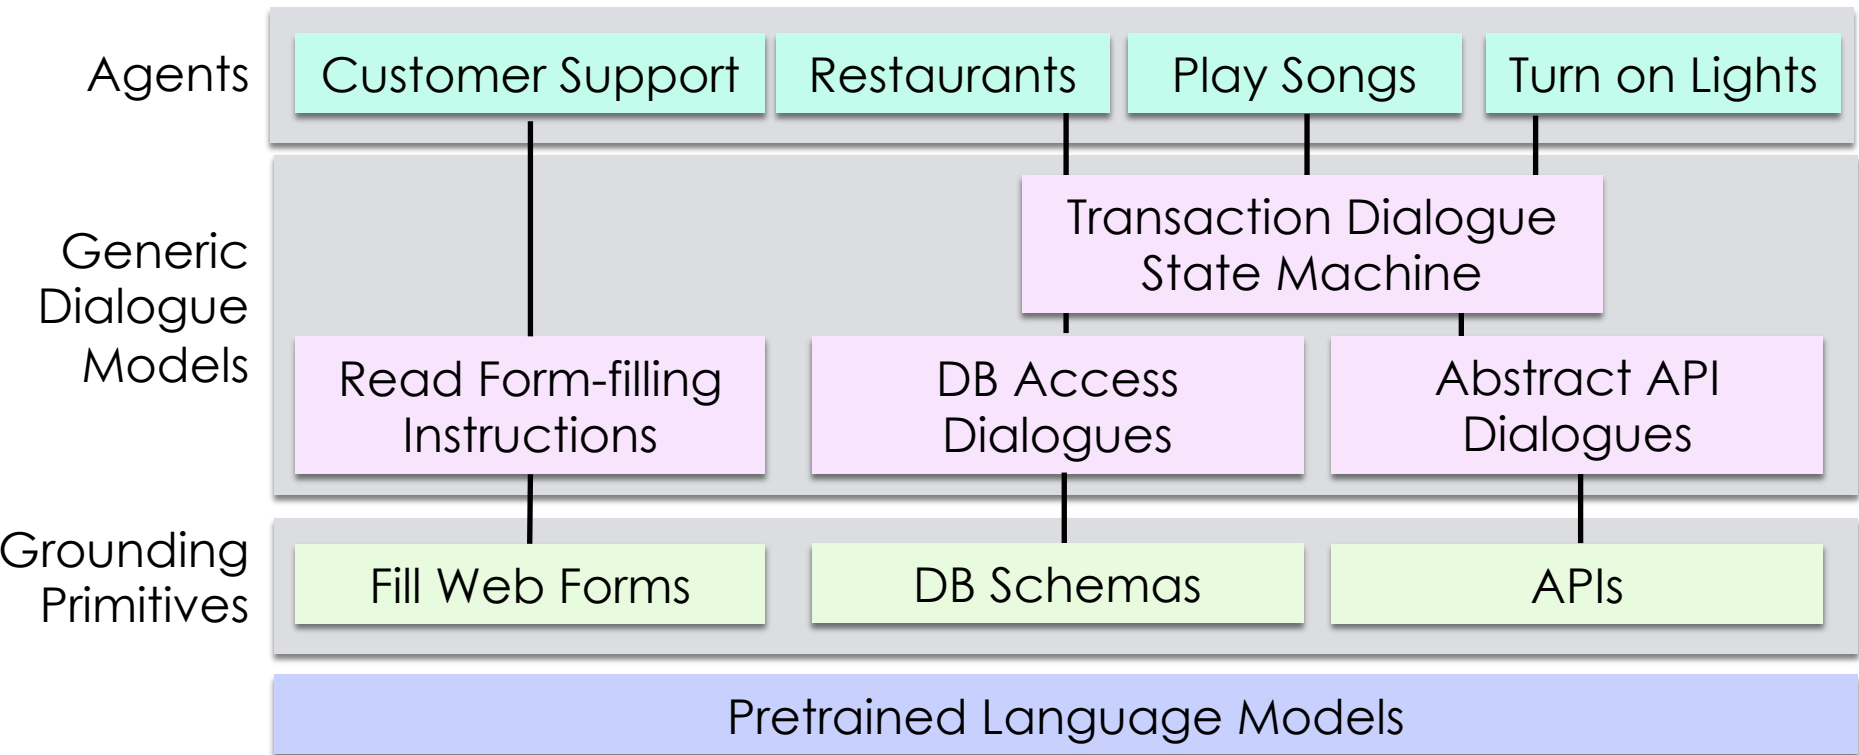 Agents
Customer Support
Restaurants
Play Songs
Turn on Lights
Generic
Dialogue
Models
Transaction Dialogue
State Machine
Read Form-filling
Instructions
DB Access
Dialogues
Abstract API
Dialogues
Grounding
Primitives
Fill Web Forms
DB Schemas
APIs
Pretrained Language Models